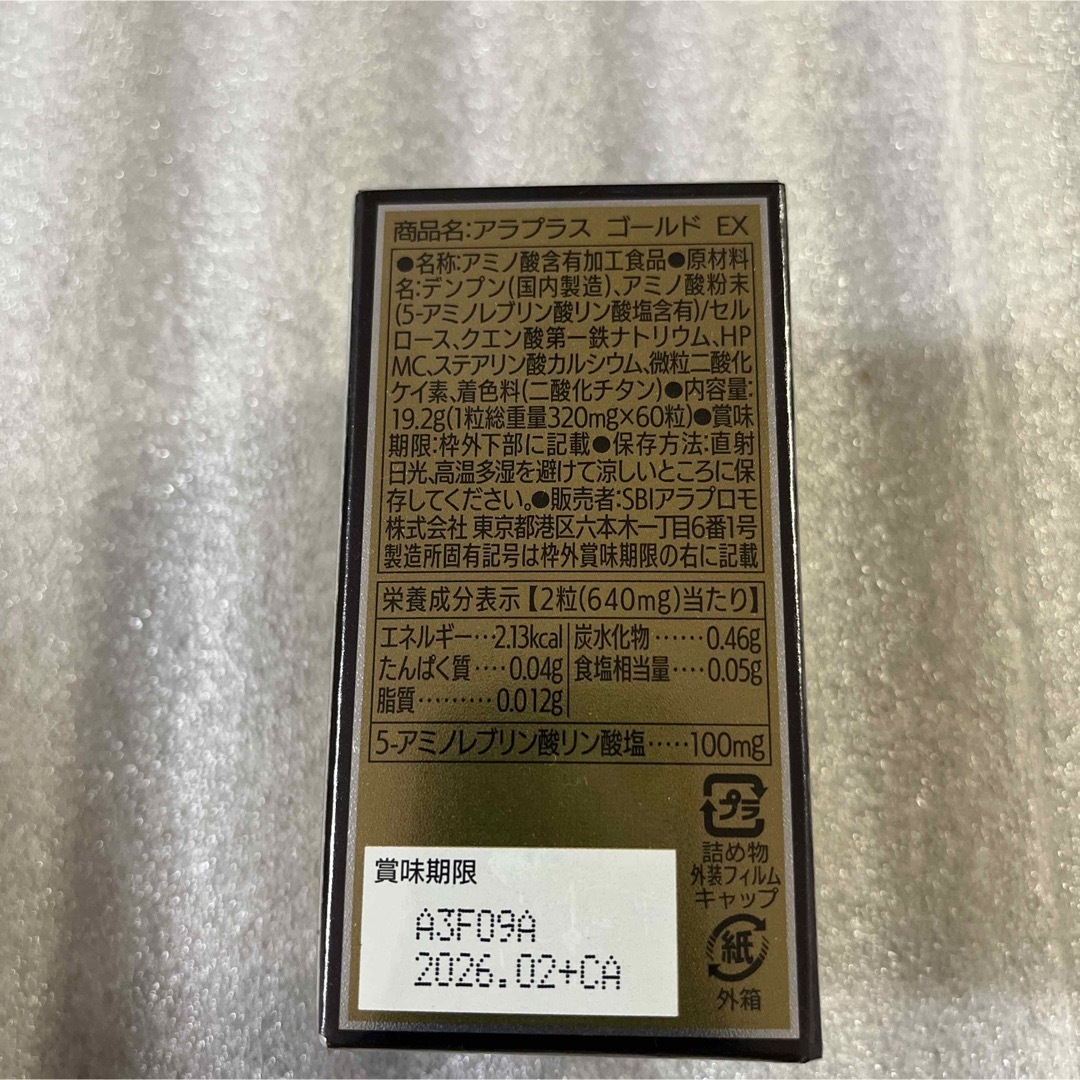 商品名:アラプラス ゴールド EX
●名称:アミノ酸含有加工食品●原材料
名:デンプン(国内製造)、アミノ酸粉末
(5-アミノレブリン酸リン酸塩含有)/セル
ロース、クエン酸第一鉄ナトリウム、HP
MC、ステアリン酸カルシウム、微粒二酸化
ケイ素、着色料(二酸化チタン)●内容量:
19.2g(1粒総重量320mg×60粒)●賞味
期限:枠外下部に記載●保存方法:直射
日光、高温多湿を避けて涼しいところに保
存してください。●販売者:SBIアラプロモ
株式会社 東京都港区六本木一丁目6番1号
製造所固有記号は枠外賞味期限の右に記載
栄養成分表示【2粒(640mg)当たり】
エネルギー…2.13kcal 炭水化物……0.46g
たんぱく質‥‥0.04g 食塩相当量‥‥0.05g
脂質………0.012g
5-アミノレブリン酸リン酸塩……100mg
プラ
詰め物
外装フィルム
キャップ
紙
外箱
賞味期限
A3F09A
2026.02+CA